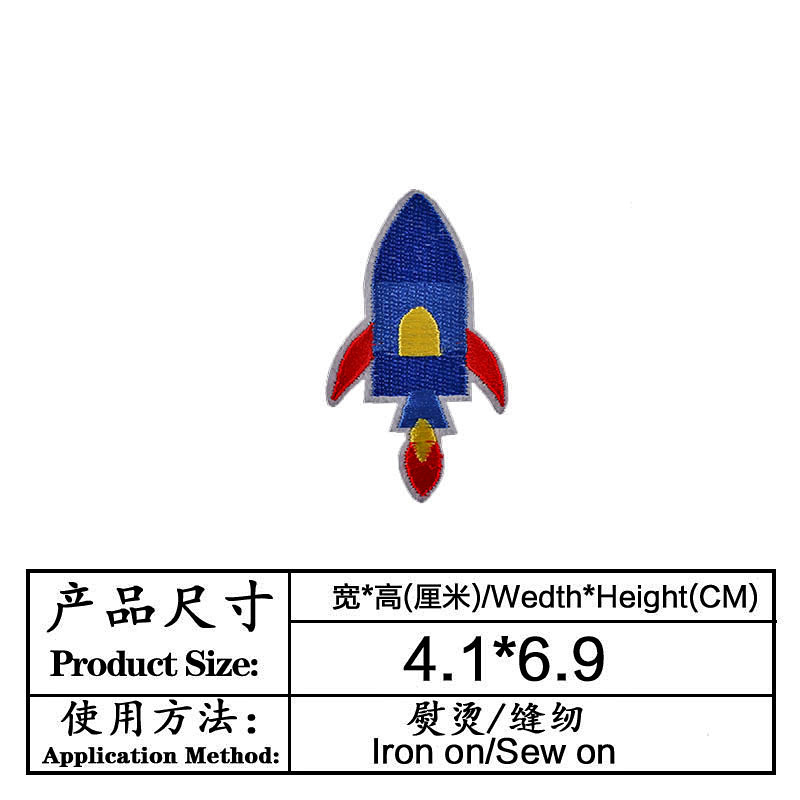 产品尺寸
Product Size:
宽*高(厘米)/Wedth*Height(CM)
4.1*6.9
使用方法：
Application Method:
熨烫/缝纫
Iron on/Sew on